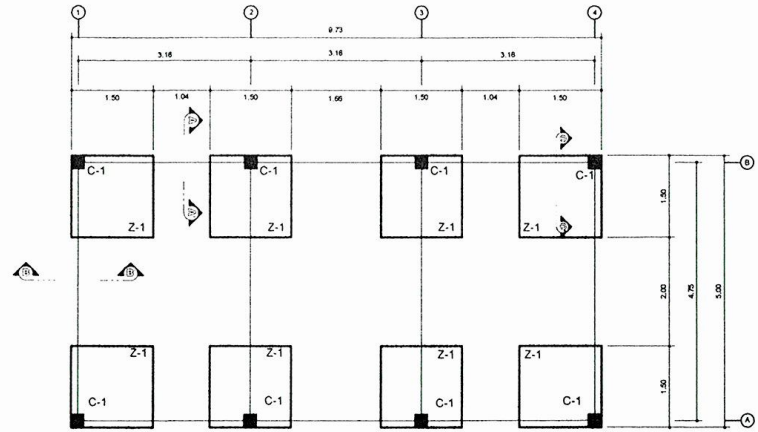 1 2 3 4
9.73
3.16 3.16 3.16
1.50 1.04 1.50 1.66 1.50 1.04 1.50
C-1 C-1 C-1 C-1
B
Z-1 Z-1 Z-1 Z-1
1.50
B B
2.00 4.75 5.00
Z-1 Z-1 Z-1 Z-1
C-1 C-1 C-1 C-1
1.50
A